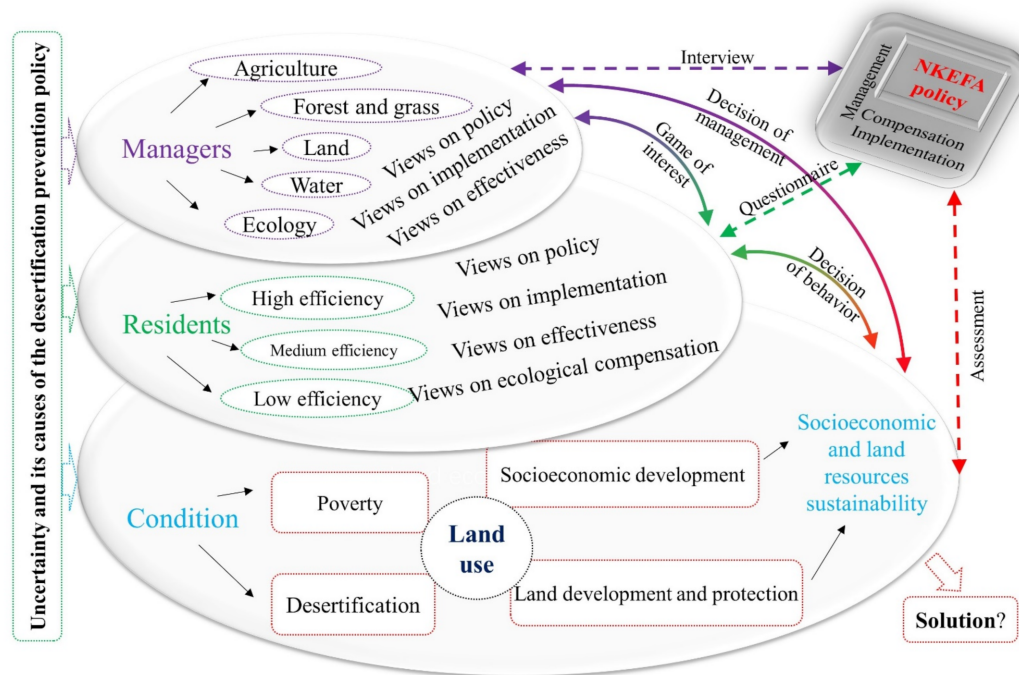 Uncertainty and its causes of the desertification prevention policy
Managers
Agriculture
Forest and grass
Land
Water
Ecology
Views on policy
Views on implementation
Views on effectiveness
Residents
High efficiency
Medium efficiency
Low efficiency
Views on policy
Views on implementation
Views on effectiveness
Views on ecological compensation
Condition
Poverty
Desertification
Land
use
Socioeconomic development
Land development and protection
Socioeconomic
and land
resources
sustainability
Interview
Decision of
management
Game of
interest
Questionnaire
Decision
of behavior
Assessment
Management
NKEFA
policy
Compensation
Implementation
Solution?